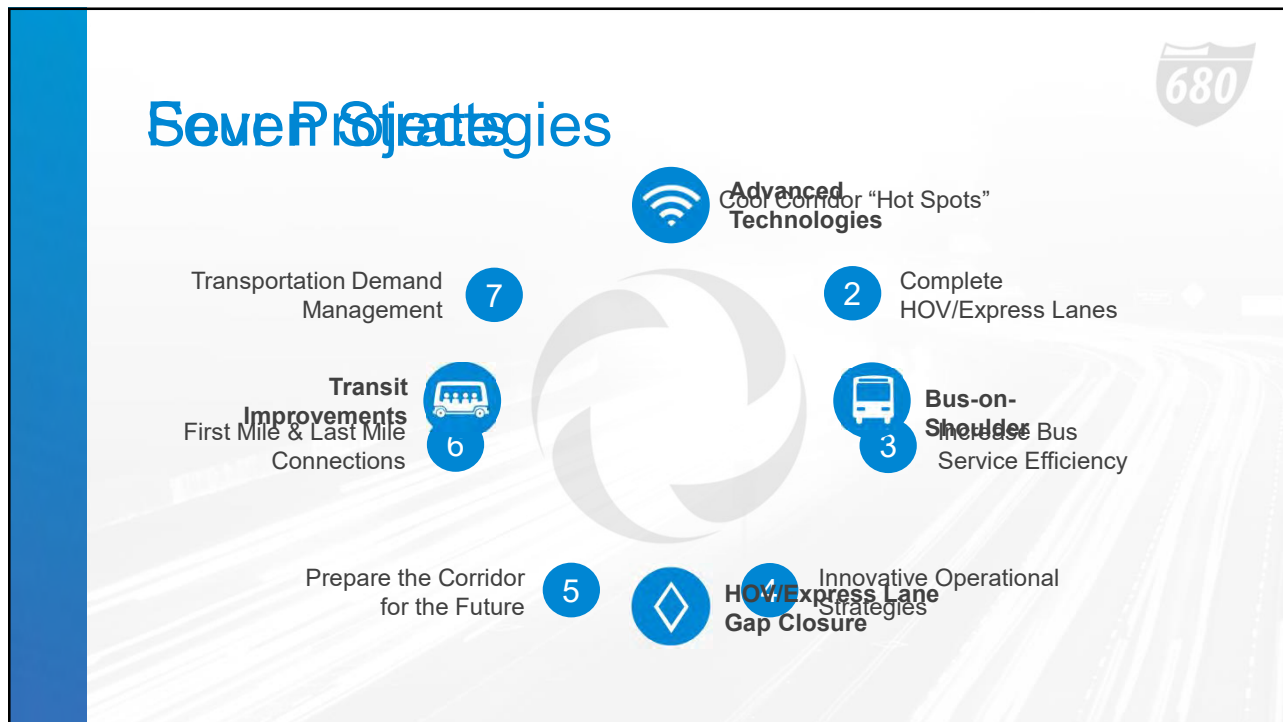 680
Seven Strategies
Four Projects
Advanced
Technologies
Cool Corridor “Hot Spots”
Transportation Demand
Management
7
2
Complete
HOV/Express Lanes
Transit
Improvements
Bus-on-
Shoulder
First Mile & Last Mile
Connections
6
3
Increase Bus
Service Efficiency
Prepare the Corridor
for the Future
5
4
Innovative Operational
Strategies
HOV/Express Lane
Gap Closure